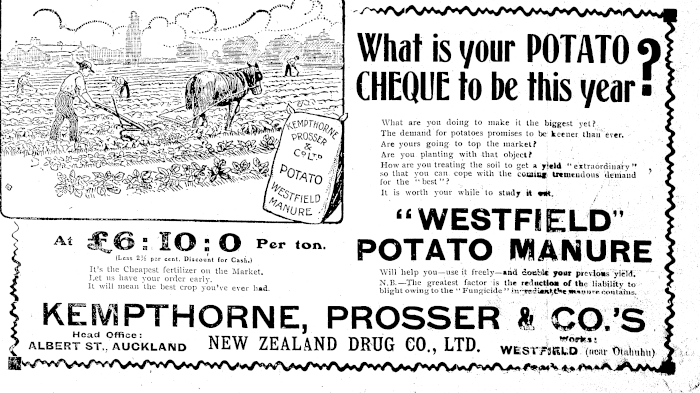 KEMPTHORNE
PROSSER
&
Co LTD
POTATO
WESTFIELD
MANURE
At £6:10:0 Per ton.
(Less 2½ per cent. Discount for Cash.)
It's the Cheapest fertilizer on the Market.
Let us have your order early.
It will mean the best crop you've ever had.
What is your POTATO
CHEQUE to be this year?
What are you doing to make it the biggest yet?
The demand for potatoes promises to be keener than ever.
Are yours going to top the market?
Are you planting with that object?
How are you treating the soil to get a yield "extraordinary"
so that you can cope with the coming tremendous demand
for the "best"?
It is worth your while to study it out.
"WESTFIELD"
POTATO MANURE
Will help you—use it freely—and double your previous yield.
N.B.—The greatest factor is the reduction of the liability to
blight owing to the "Fungicide" ingredient the manure contains.
KEMPTHORNE, PROSSER & CO.'S
Head Office:
ALBERT ST., AUCKLAND
NEW ZEALAND DRUG CO., LTD.
Works:
WESTFIELD (near Otahuhu)